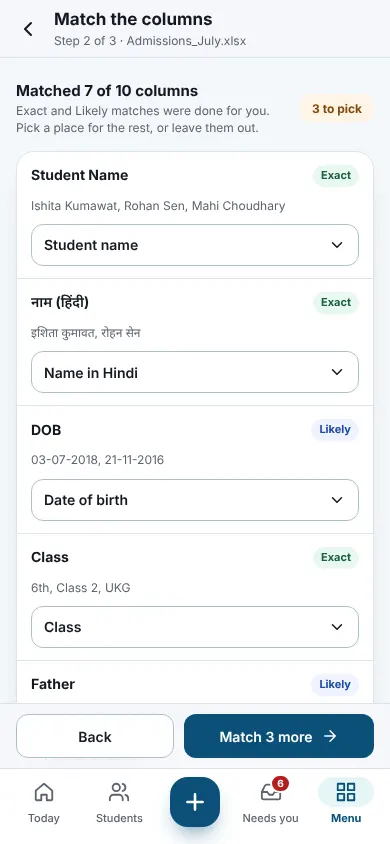 Match the columns
Step 2 of 3 · Admissions_July.xlsx
Matched 7 of 10 columns
Exact and Likely matches were done for you.
Pick a place for the rest, or leave them out.
3 to pick
Student Name
Exact
Ishita Kumawat, Rohan Sen, Mahi Choudhary
Student name
नाम (हिंदी)
Exact
इशिता कुमावत, रोहन सेन
Name in Hindi
DOB
Likely
03-07-2018, 21-11-2016
Date of birth
Class
Exact
6th, Class 2, UKG
Class
Father
Likely
Back
Match 3 more
Today
Students
6
Needs you
Menu